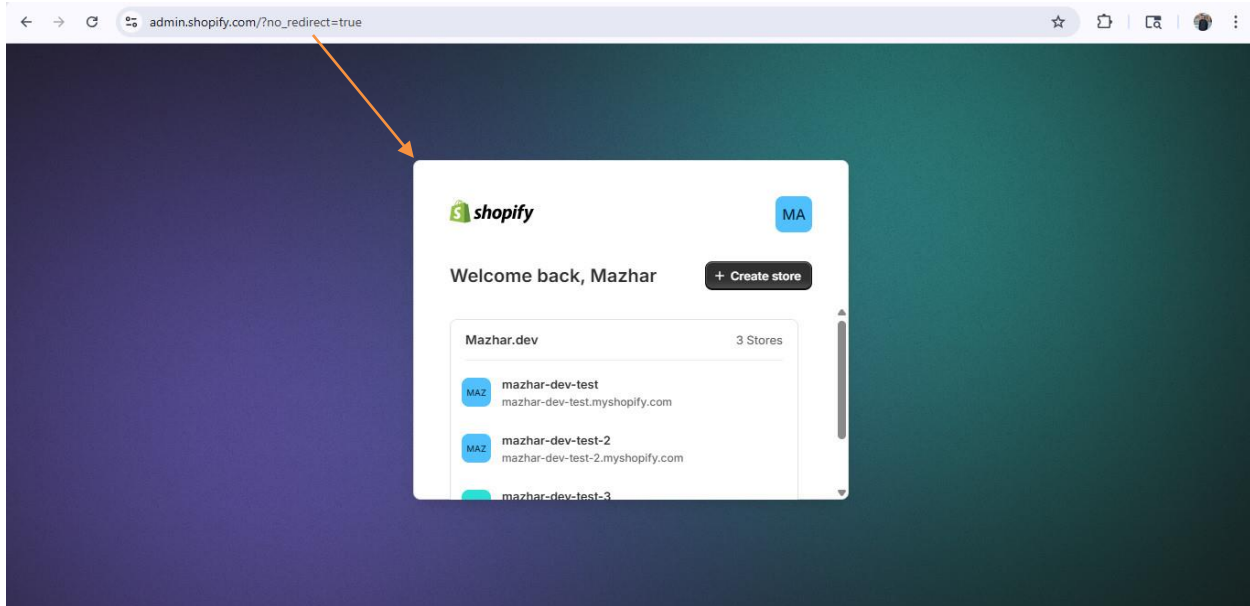 admin.shopify.com/?no_redirect=true
shopify
MA
Welcome back, Mazhar
+ Create store
Mazhar.dev 3 Stores
MAZ
mazhar-dev-test
mazhar-dev-test.myshopify.com
MAZ
mazhar-dev-test-2
mazhar-dev-test-2.myshopify.com
mazhar-dev-test-3